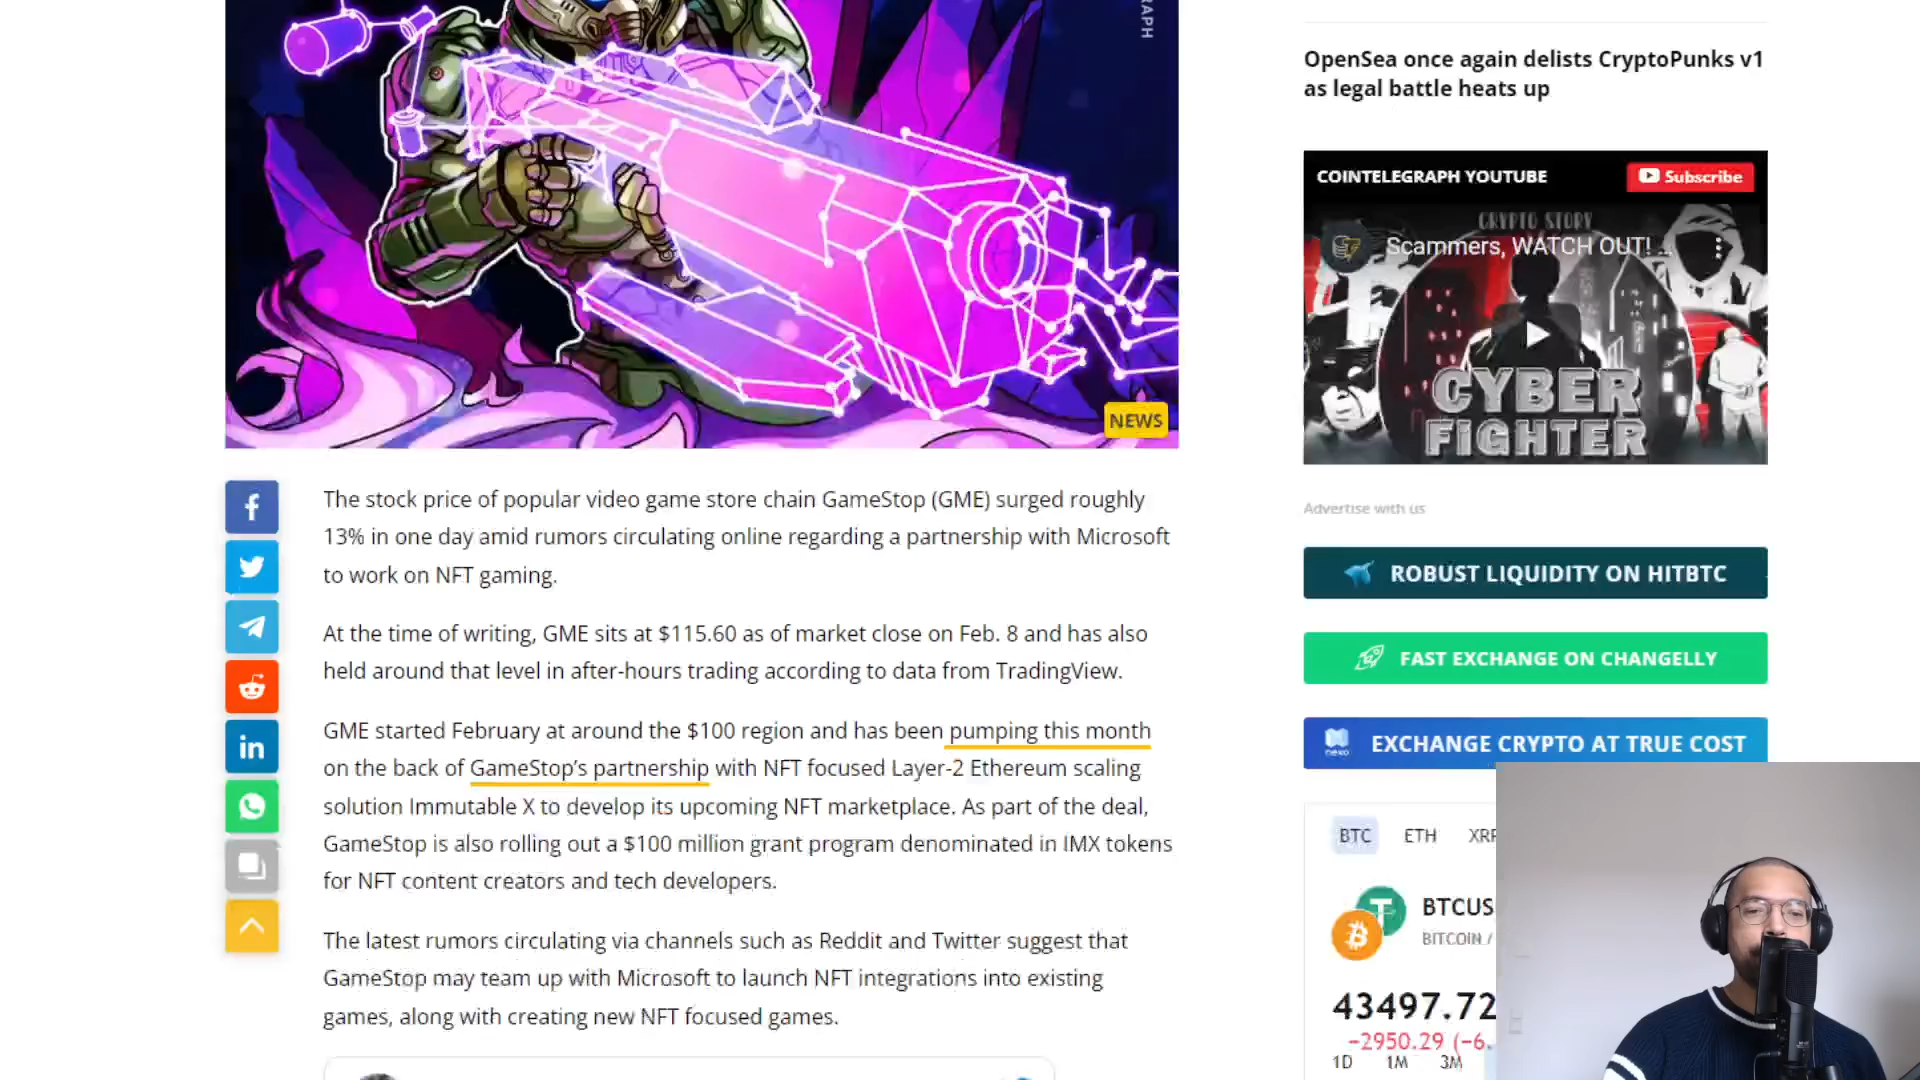 OpenSea once again delists CryptoPunks v1
as legal battle heats up
COINTELEGRAPH YOUTUBE
Subscribe
CRYPTO STORY
Scammers, WATCH OUT! ...
CYBER
FIGHTER
NEWS
The stock price of popular video game store chain GameStop (GME) surged roughly
13% in one day amid rumors circulating online regarding a partnership with Microsoft
to work on NFT gaming.
At the time of writing, GME sits at $115.60 as of market close on Feb. 8 and has also
held around that level in after-hours trading according to data from TradingView.
GME started February at around the $100 region and has been pumping this month
on the back of GameStop's partnership with NFT focused Layer-2 Ethereum scaling
solution Immutable X to develop its upcoming NFT marketplace. As part of the deal,
GameStop is also rolling out a $100 million grant program denominated in IMX tokens
for NFT content creators and tech developers.
The latest rumors circulating via channels such as Reddit and Twitter suggest that
GameStop may team up with Microsoft to launch NFT integrations into existing
games, along with creating new NFT focused games.
Advertise with us
ROBUST LIQUIDITY ON HITBTC
FAST EXCHANGE ON CHANGELLY
nexo
EXCHANGE CRYPTO AT TRUE COST
BTC ETH XRP
BTCUS
BITCOIN /
43497.72
−2950.29 (−6.
1D 1M 3M